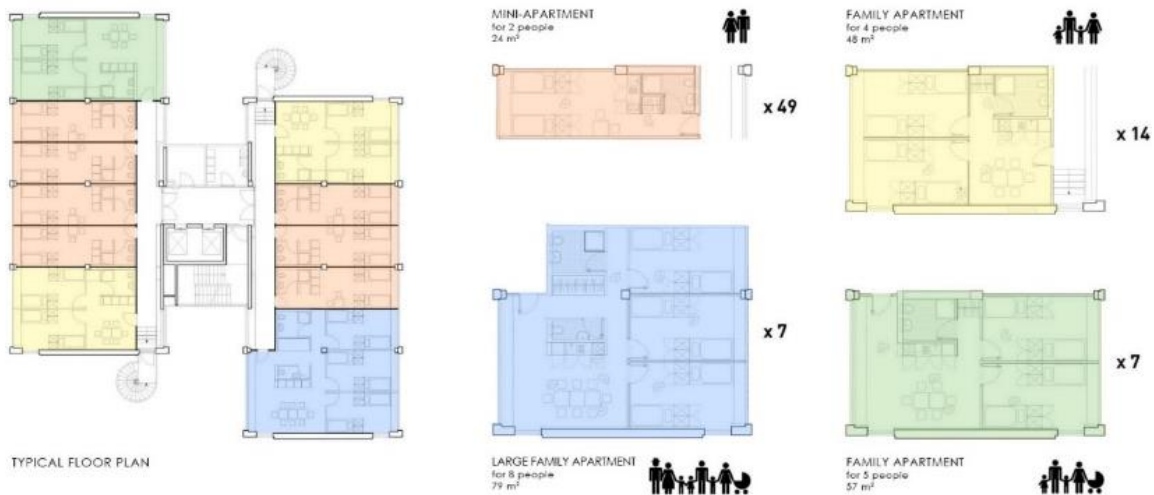 MINI-APARTMENT
for 2 people
24 m²
x 49
FAMILY APARTMENT
for 4 people
48 m²
x 14
x 7
LARGE FAMILY APARTMENT
for 8 people
79 m²
x 7
FAMILY APARTMENT
for 5 people
57 m²
TYPICAL FLOOR PLAN